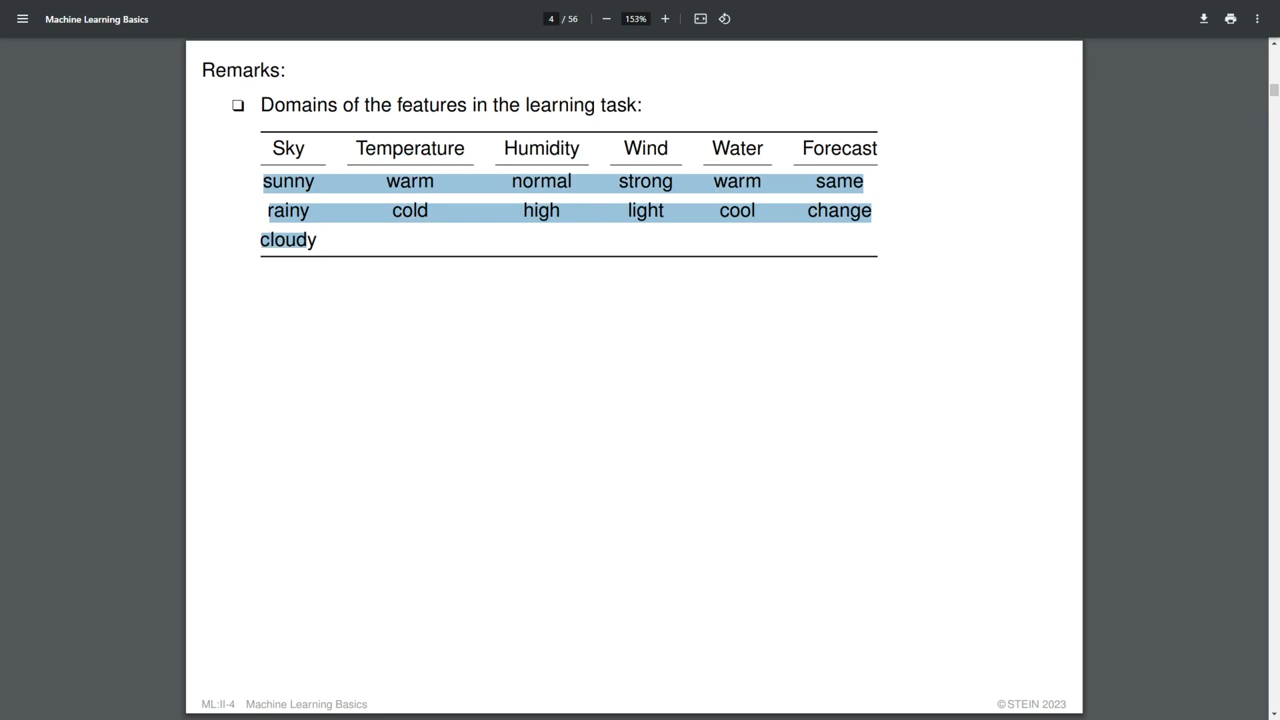 Machine Learning Basics 4 / 56 153%
Remarks:
❑ Domains of the features in the learning task:
Sky Temperature Humidity Wind Water Forecast
sunny warm normal strong warm same
rainy cold high light cool change
cloudy
ML:II-4 Machine Learning Basics ©STEIN 2023